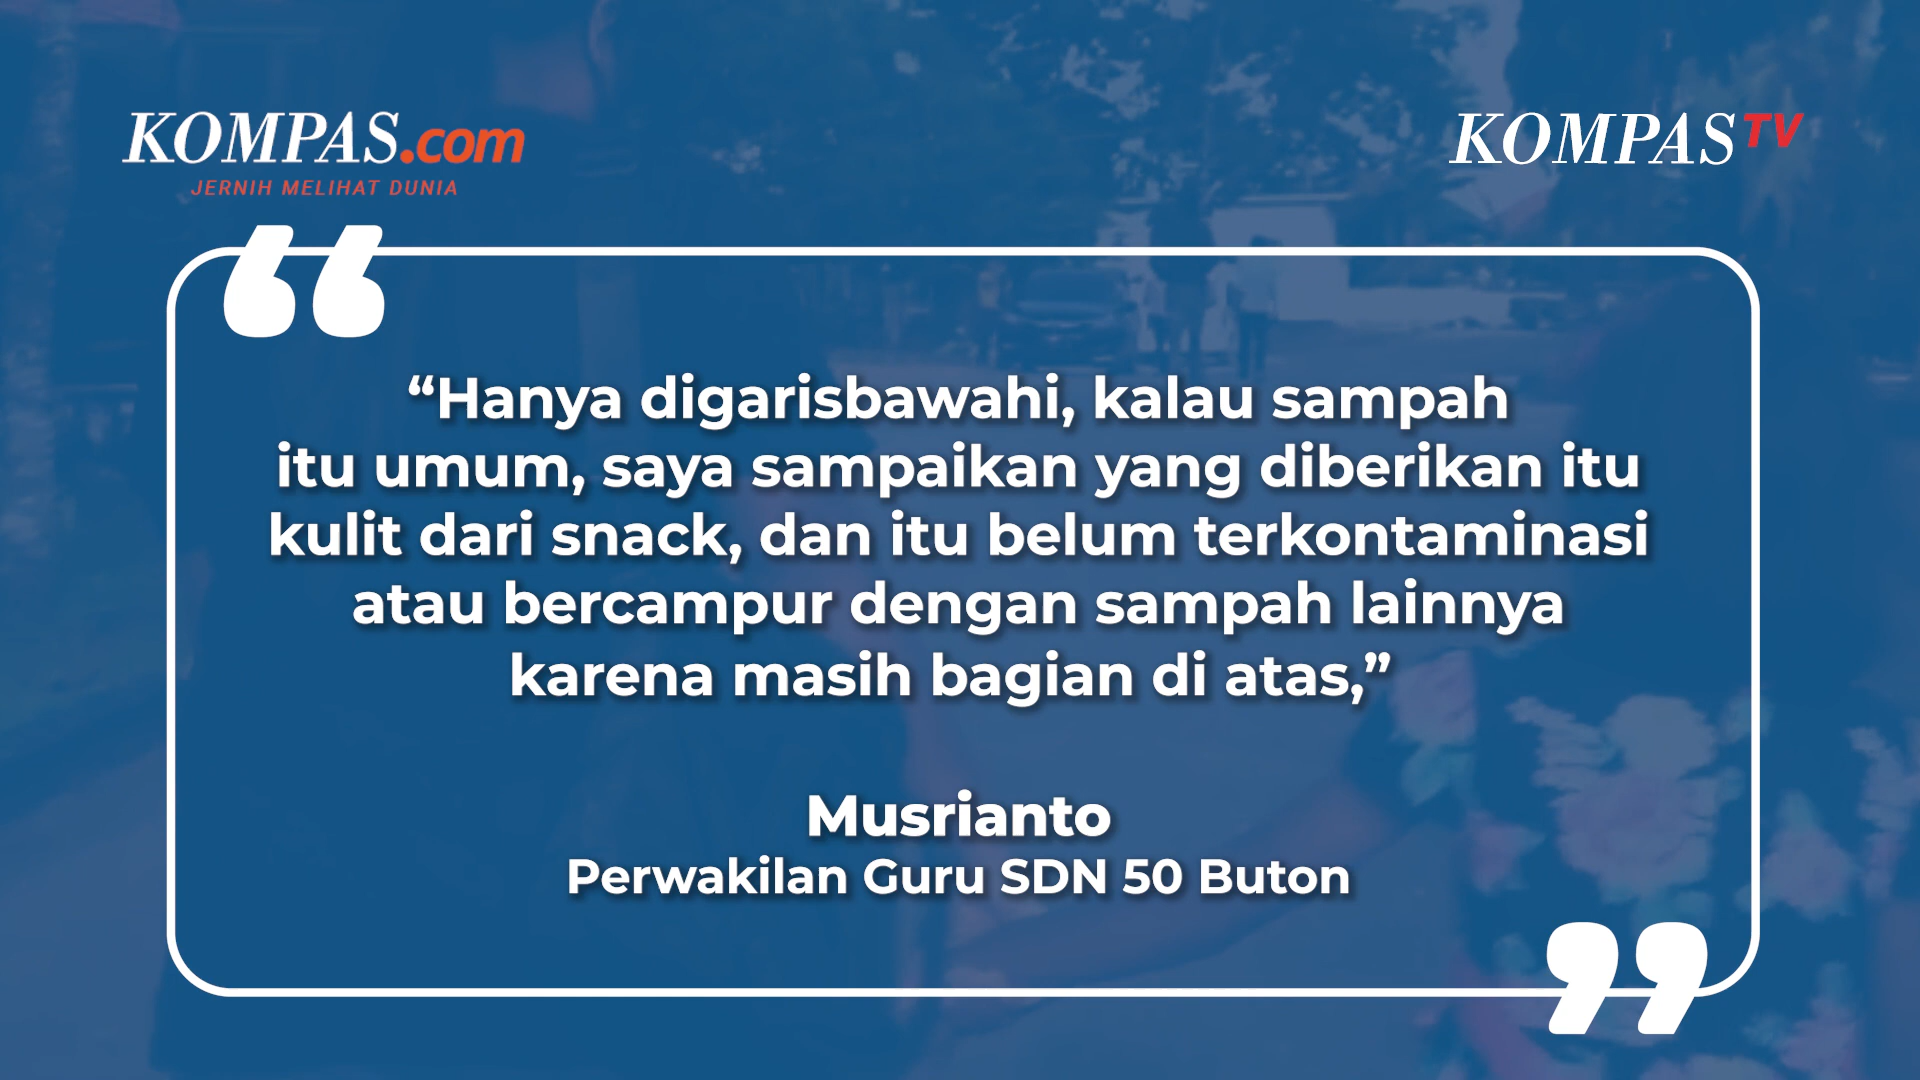 KOMPAS.com
JERNIH MELIHAT DUNIA
KOMPAS TV
“Hanya digarisbawahi, kalau sampah
itu umum, saya sampaikan yang diberikan itu
kulit dari snack, dan itu belum terkontaminasi
atau bercampur dengan sampah lainnya
karena masih bagian di atas,”
Musrianto
Perwakilan Guru SDN 50 Buton